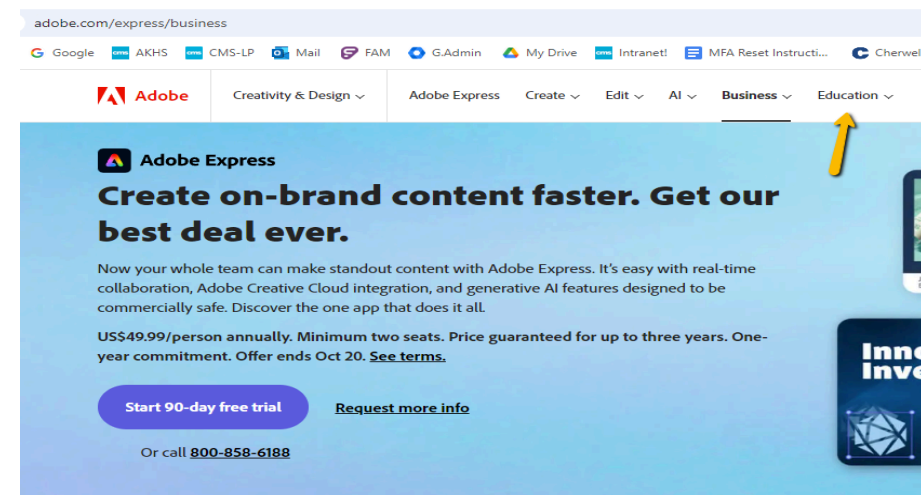 adobe.com/express/business
Google AKHS CMS-LP Mail FAM G.Admin My Drive Intranet! MFA Reset Instructi... Cherwel
Adobe Creativity & Design Adobe Express Create Edit AI Business Education
Adobe Express
Create on-brand content faster. Get our
best deal ever.
Now your whole team can make standout content with Adobe Express. It's easy with real-time
collaboration, Adobe Creative Cloud integration, and generative AI features designed to be
commercially safe. Discover the one app that does it all.
US$49.99/person annually. Minimum two seats. Price guaranteed for up to three years. One-
year commitment. Offer ends Oct 20. See terms.
Inno
Inve
Start 90-day free trial Request more info
Or call 800-858-6188